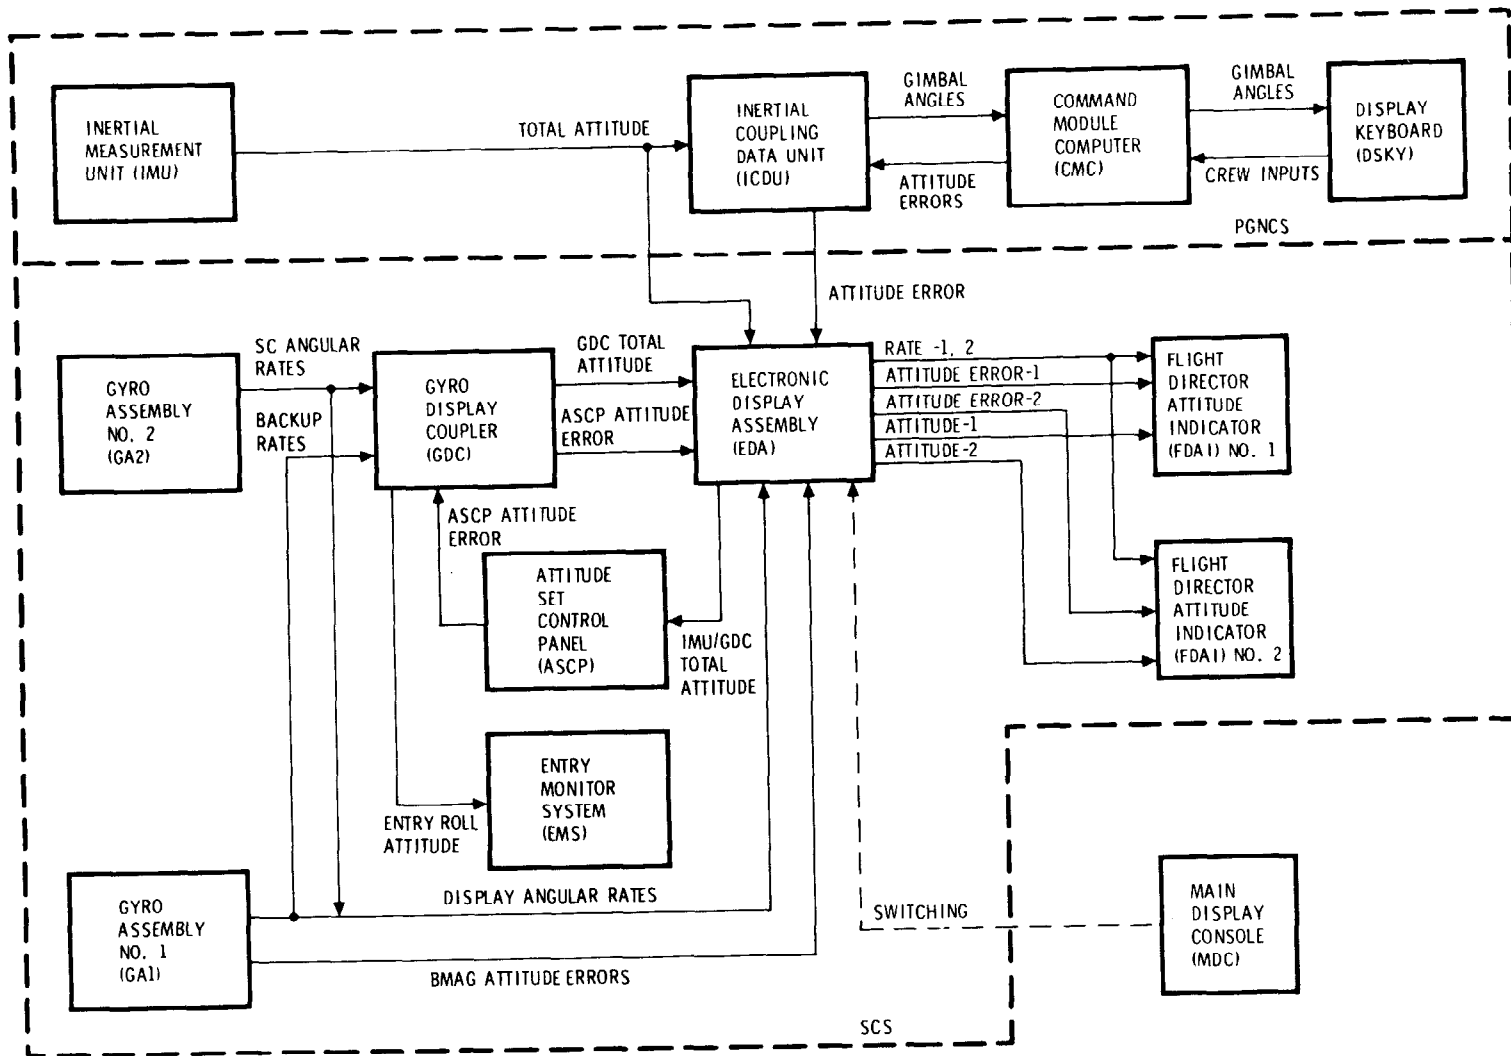 INERTIAL
MEASUREMENT
UNIT (IMU)
TOTAL ATTITUDE
INERTIAL
COUPLING
DATA UNIT
(ICDU)
GIMBAL
ANGLES
ATTITUDE
ERRORS
COMMAND
MODULE
COMPUTER
(CMC)
GIMBAL
ANGLES
CREW INPUTS
DISPLAY
KEYBOARD
(DSKY)
PGNCS
ATTITUDE ERROR
GYRO
ASSEMBLY
NO. 2
(GA2)
SC ANGULAR
RATES
BACKUP
RATES
GYRO
DISPLAY
COUPLER
(GDC)
GDC TOTAL
ATTITUDE
ASCP ATTITUDE
ERROR
ELECTRONIC
DISPLAY
ASSEMBLY
(EDA)
RATE -1, 2
ATTITUDE ERROR-1
ATTITUDE ERROR-2
ATTITUDE-1
ATTITUDE-2
FLIGHT
DIRECTOR
ATTITUDE
INDICATOR
(FDAI) NO. 1
ASCP ATTITUDE
ERROR
ATTITUDE
SET
CONTROL
PANEL
(ASCP)
IMU/GDC
TOTAL
ATTITUDE
FLIGHT
DIRECTOR
ATTITUDE
INDICATOR
(FDAI) NO. 2
ENTRY
MONITOR
SYSTEM
(EMS)
ENTRY ROLL
ATTITUDE
GYRO
ASSEMBLY
NO. 1
(GA1)
DISPLAY ANGULAR RATES
BMAG ATTITUDE ERRORS
SWITCHING
MAIN
DISPLAY
CONSOLE
(MDC)
SCS